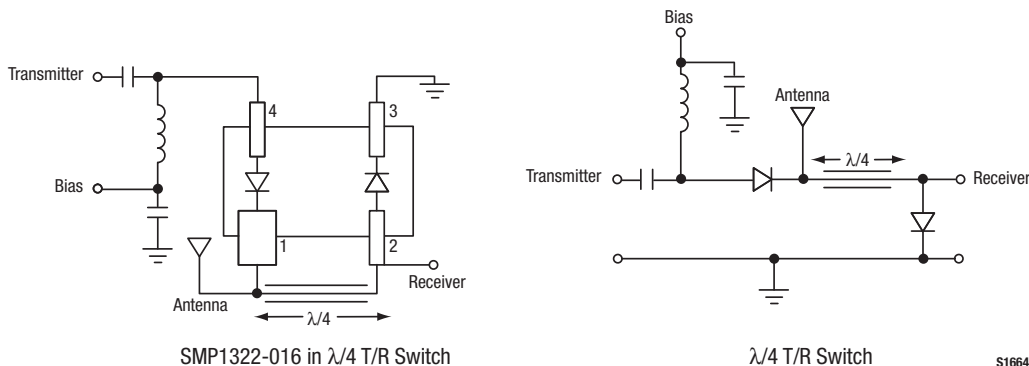 Transmitter
4
3
Bias
1
2
Antenna
Receiver
λ/4
SMP1322-016 in λ/4 T/R Switch
Bias
Antenna
λ/4
Transmitter
Receiver
λ/4 T/R Switch
S1664